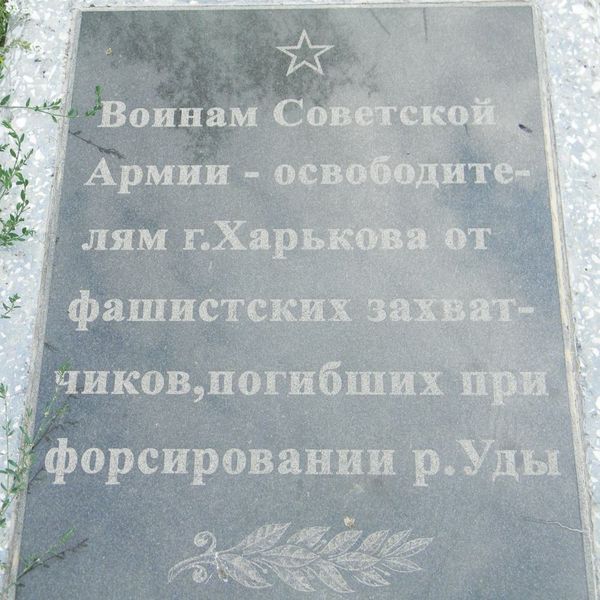 Воинам Советской
Армии - освободите-
лям г.Харькова от
фашистских захват-
чиков,погибших при
форсировании р.Уды